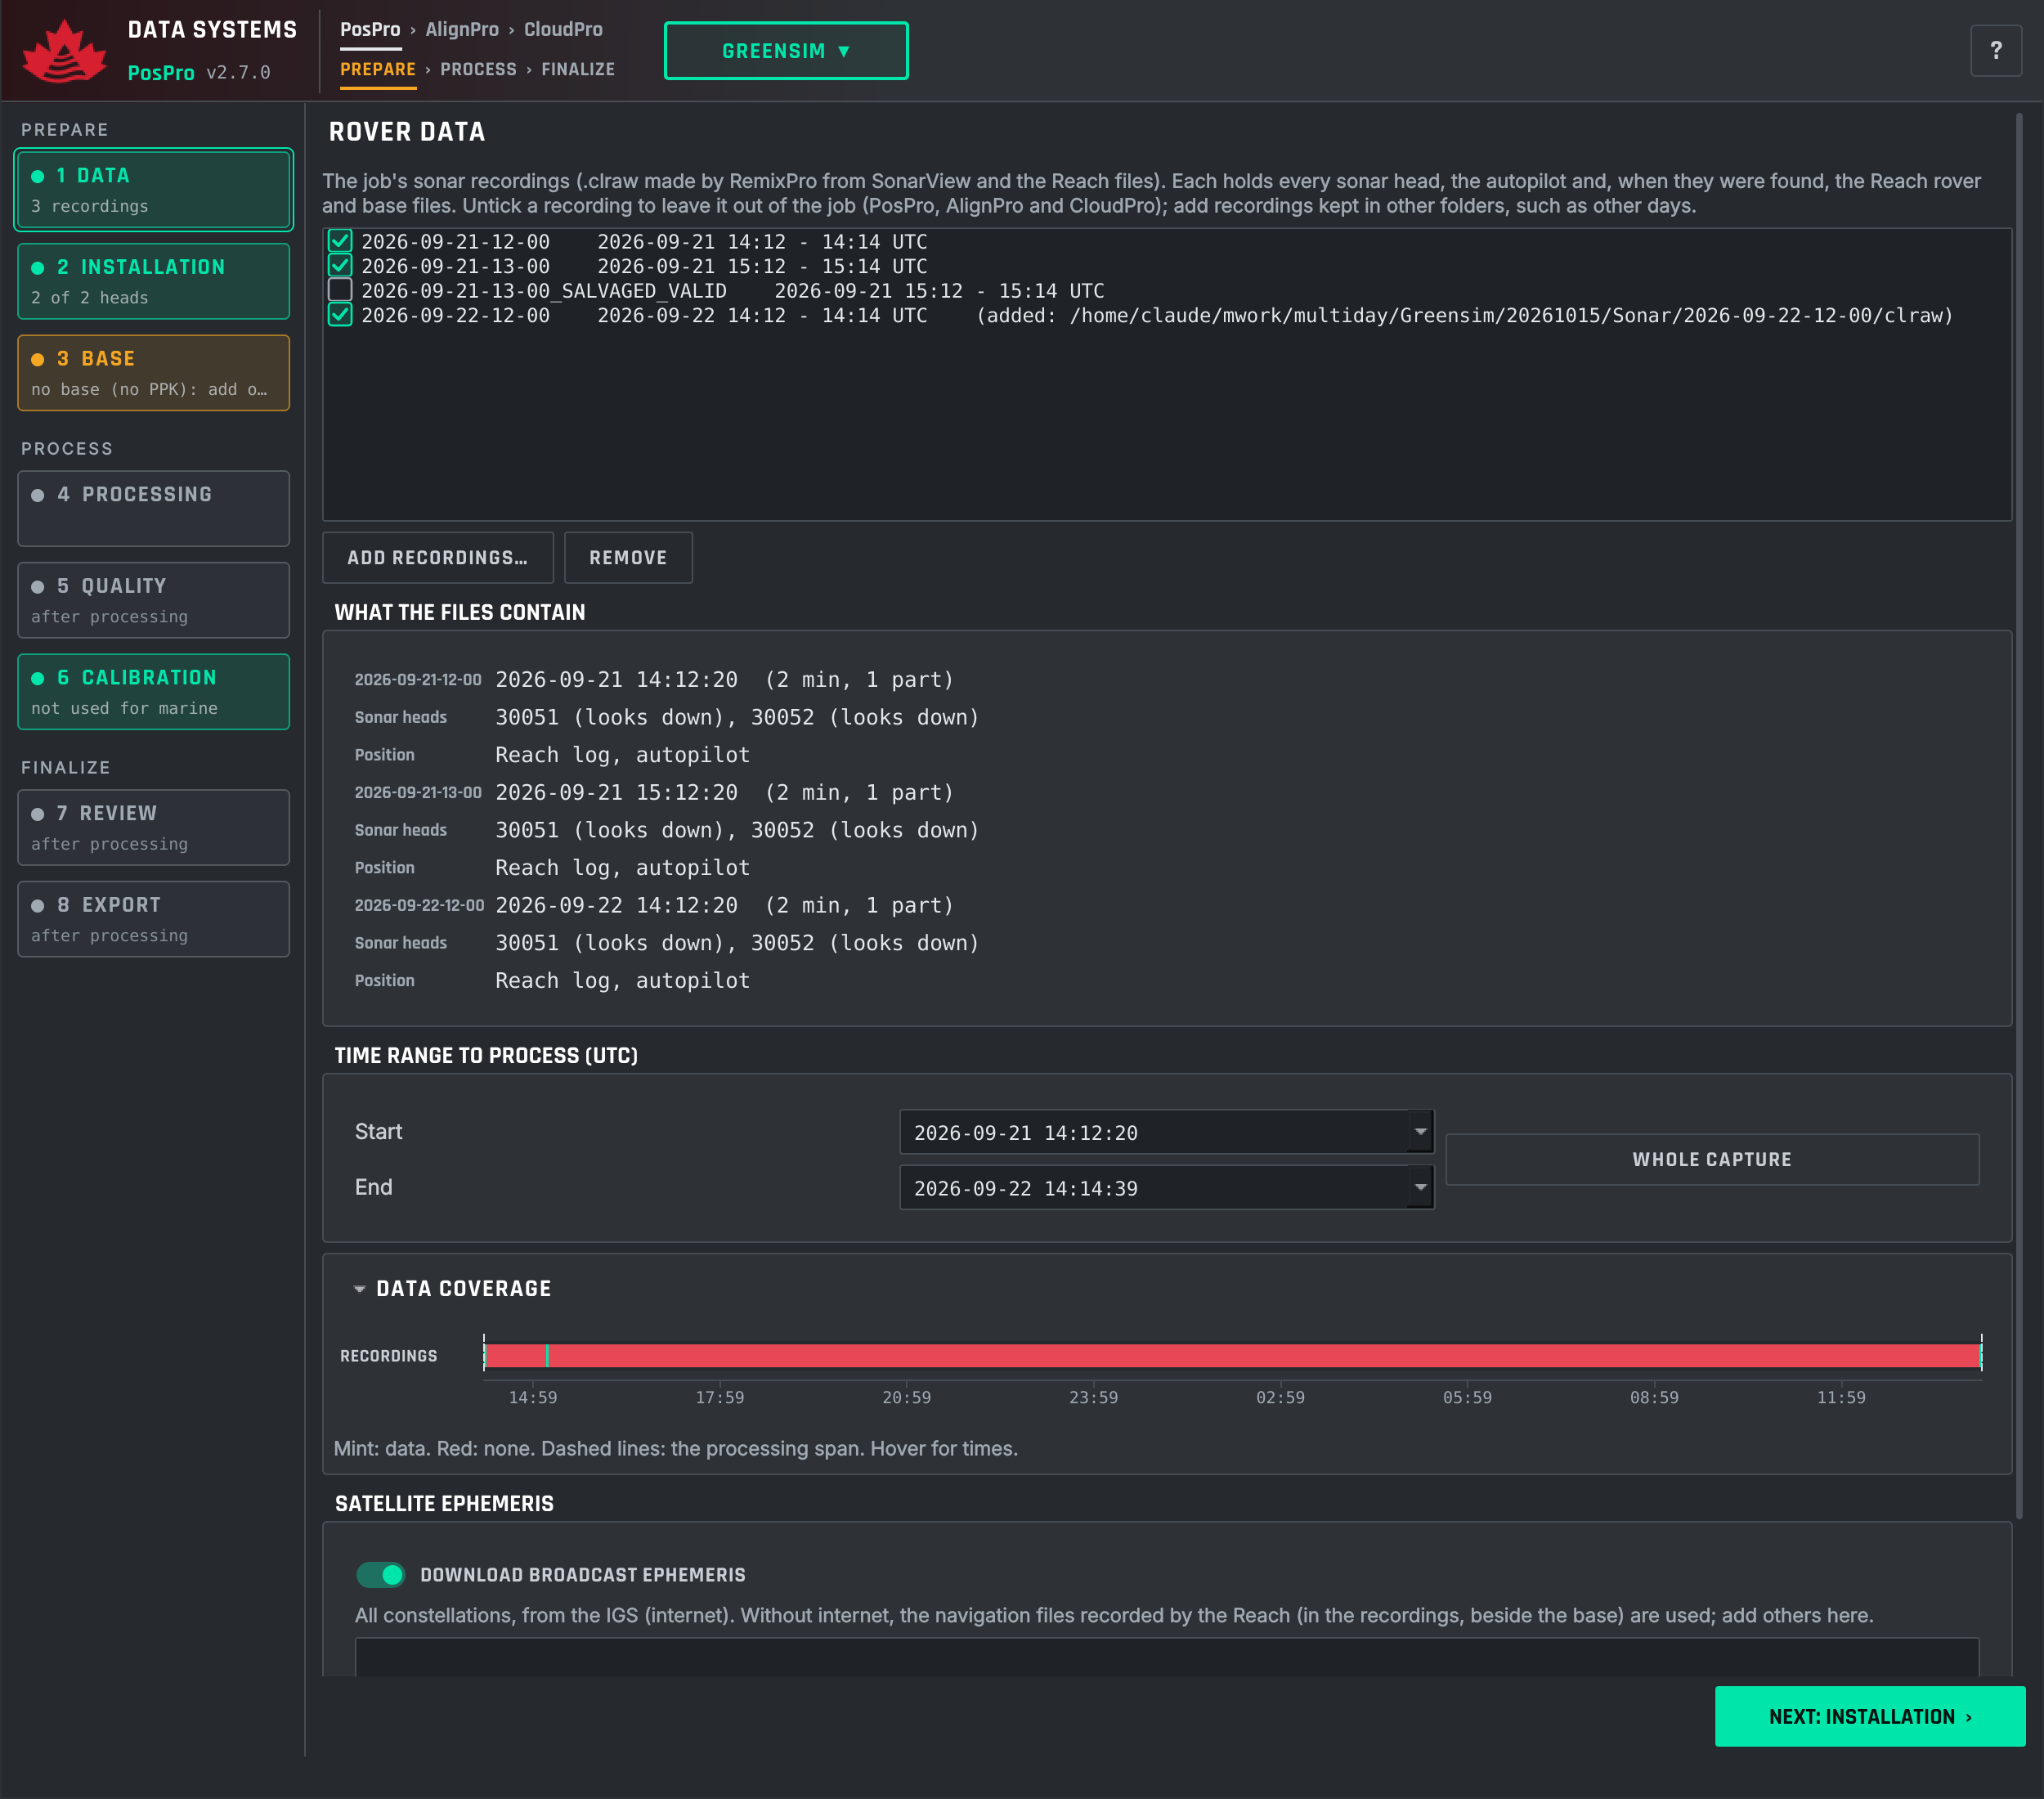 DATA SYSTEMS
PosPro v2.7.0
PosPro › AlignPro › CloudPro
PREPARE › PROCESS › FINALIZE
GREENSIM ▼
?
PREPARE
1 DATA
3 recordings
2 INSTALLATION
2 of 2 heads
3 BASE
no base (no PPK): add o…
PROCESS
4 PROCESSING
5 QUALITY
after processing
6 CALIBRATION
not used for marine
FINALIZE
7 REVIEW
after processing
8 EXPORT
after processing
ROVER DATA
The job's sonar recordings (.clraw made by RemixPro from SonarView and the Reach files). Each holds every sonar head, the autopilot and, when they were found, the Reach rover
and base files. Untick a recording to leave it out of the job (PosPro, AlignPro and CloudPro); add recordings kept in other folders, such as other days.
2026-09-21-12-00 2026-09-21 14:12 - 14:14 UTC
2026-09-21-13-00 2026-09-21 15:12 - 15:14 UTC
2026-09-21-13-00_SALVAGED_VALID 2026-09-21 15:12 - 15:14 UTC
2026-09-22-12-00 2026-09-22 14:12 - 14:14 UTC (added: /home/claude/mwork/multiday/Greensim/20261015/Sonar/2026-09-22-12-00/clraw)
ADD RECORDINGS… REMOVE
WHAT THE FILES CONTAIN
2026-09-21-12-00 2026-09-21 14:12:20 (2 min, 1 part)
Sonar heads 30051 (looks down), 30052 (looks down)
Position Reach log, autopilot
2026-09-21-13-00 2026-09-21 15:12:20 (2 min, 1 part)
Sonar heads 30051 (looks down), 30052 (looks down)
Position Reach log, autopilot
2026-09-22-12-00 2026-09-22 14:12:20 (2 min, 1 part)
Sonar heads 30051 (looks down), 30052 (looks down)
Position Reach log, autopilot
TIME RANGE TO PROCESS (UTC)
Start 2026-09-21 14:12:20
WHOLE CAPTURE
End 2026-09-22 14:14:39
DATA COVERAGE
RECORDINGS
14:59 17:59 20:59 23:59 02:59 05:59 08:59 11:59
Mint: data. Red: none. Dashed lines: the processing span. Hover for times.
SATELLITE EPHEMERIS
DOWNLOAD BROADCAST EPHEMERIS
All constellations, from the IGS (internet). Without internet, the navigation files recorded by the Reach (in the recordings, beside the base) are used; add others here.
NEXT: INSTALLATION ›